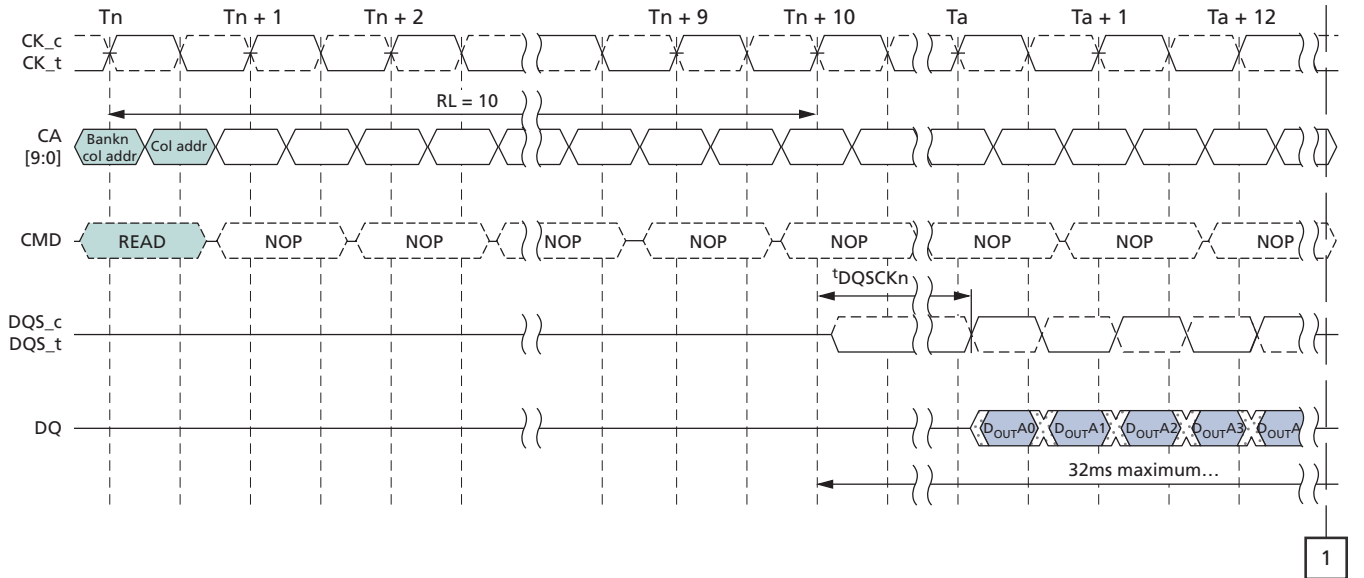 Tn Tn + 1 Tn + 2 Tn + 9 Tn + 10 Ta Ta + 1 Ta + 12
CK_c
CK_t
RL = 10
CA
[9:0]
Bankn
col addr
Col addr
CMD READ NOP NOP NOP NOP NOP NOP NOP NOP
tDQSCKn
DQS_c
DQS_t
DQ DOUTA0 DOUTA1 DOUTA2 DOUTA3 DOUTA
32ms maximum…
1